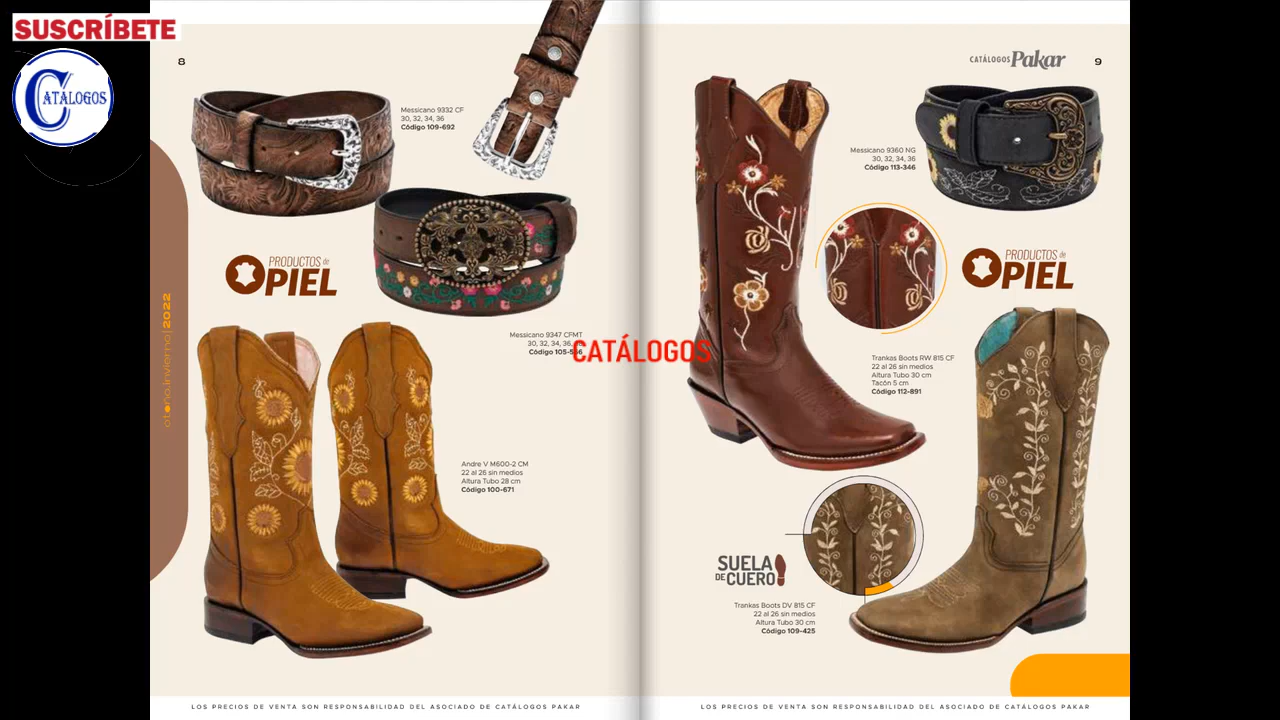 SUSCRÍBETE
CATALOGOS
8
Messicano 9332 CF
30, 32, 34, 36
Código 109-692
PRODUCTOS de
PIEL
Messicano 9347 CFMT
30, 32, 34, 36,
Código 105-
CATÁLOGOS
otoño.invierno|2022
Andre V M600-2 CM
22 al 26 sin medios
Altura Tubo 28 cm
Código 100-671
LOS PRECIOS DE VENTA SON RESPONSABILIDAD DEL ASOCIADO DE CATÁLOGOS PAKAR
CATÁLOGOS Pakar
9
Messicano 9360 NG
30, 32, 34, 36
Código 113-346
PRODUCTOS de
PIEL
Trankas Boots RW 815 CF
22 al 26 sin medios
Altura Tubo 30 cm
Tacón 5 cm
Código 112-891
SUELA
DE CUERO
Trankas Boots DV 815 CF
22 al 26 sin medios
Altura Tubo 30 cm
Código 109-425
LOS PRECIOS DE VENTA SON RESPONSABILIDAD DEL ASOCIADO DE CATÁLOGOS PAKAR